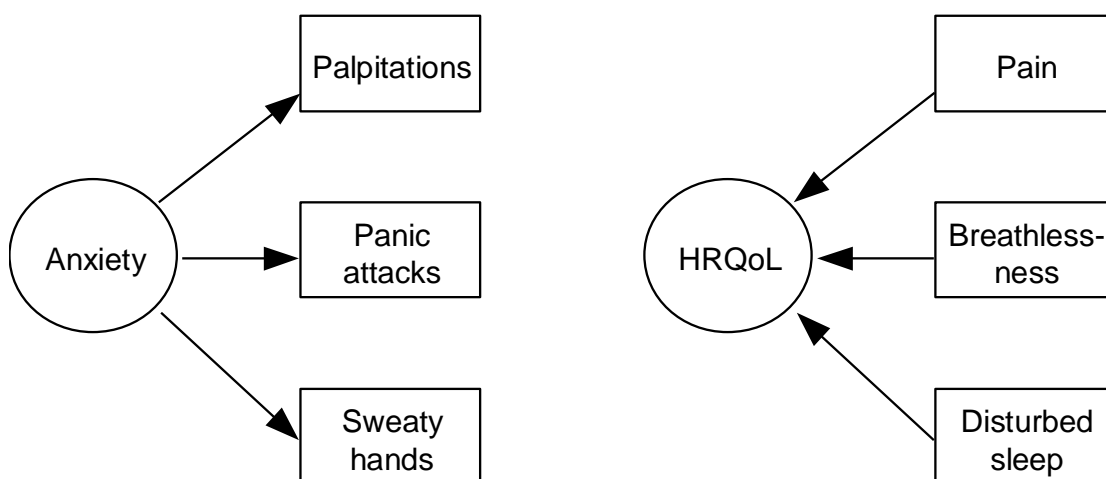 Palpitations
Anxiety
Panic
attacks
Sweaty
hands
Pain
HRQoL
Breathless-
ness
Disturbed
sleep